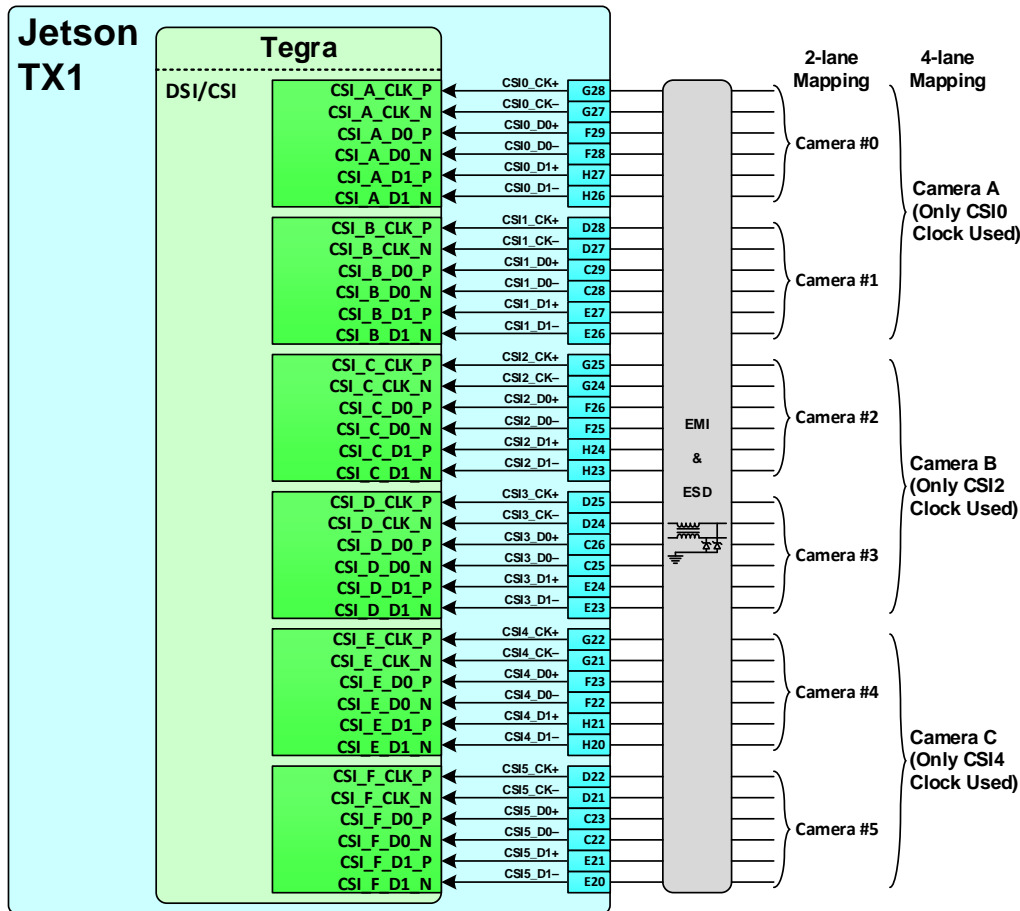 Jetson
TX1
Tegra
DSI/CSI
2-lane
Mapping
4-lane
Mapping
CSI_A_CLK_P CSI0_CK+ G28
CSI_A_CLK_N CSI0_CK– G27
CSI_A_D0_P CSI0_D0+ F29
CSI_A_D0_N CSI0_D0– F28
CSI_A_D1_P CSI0_D1+ H27
CSI_A_D1_N CSI0_D1– H26
Camera #0
CSI_B_CLK_P CSI1_CK+ D28
CSI_B_CLK_N CSI1_CK– D27
CSI_B_D0_P CSI1_D0+ C29
CSI_B_D0_N CSI1_D0– C28
CSI_B_D1_P CSI1_D1+ E27
CSI_B_D1_N CSI1_D1– E26
Camera #1
Camera A
(Only CSI0
Clock Used)
CSI_C_CLK_P CSI2_CK+ G25
CSI_C_CLK_N CSI2_CK– G24
CSI_C_D0_P CSI2_D0+ F26
CSI_C_D0_N CSI2_D0– F25
CSI_C_D1_P CSI2_D1+ H24
CSI_C_D1_N CSI2_D1– H23
Camera #2
EMI
&
ESD
CSI_D_CLK_P CSI3_CK+ D25
CSI_D_CLK_N CSI3_CK– D24
CSI_D_D0_P CSI3_D0+ C26
CSI_D_D0_N CSI3_D0– C25
CSI_D_D1_P CSI3_D1+ E24
CSI_D_D1_N CSI3_D1– E23
Camera #3
Camera B
(Only CSI2
Clock Used)
CSI_E_CLK_P CSI4_CK+ G22
CSI_E_CLK_N CSI4_CK– G21
CSI_E_D0_P CSI4_D0+ F23
CSI_E_D0_N CSI4_D0– F22
CSI_E_D1_P CSI4_D1+ H21
CSI_E_D1_N CSI4_D1– H20
Camera #4
CSI_F_CLK_P CSI5_CK+ D22
CSI_F_CLK_N CSI5_CK– D21
CSI_F_D0_P CSI5_D0+ C23
CSI_F_D0_N CSI5_D0– C22
CSI_F_D1_P CSI5_D1+ E21
CSI_F_D1_N CSI5_D1– E20
Camera #5
Camera C
(Only CSI4
Clock Used)